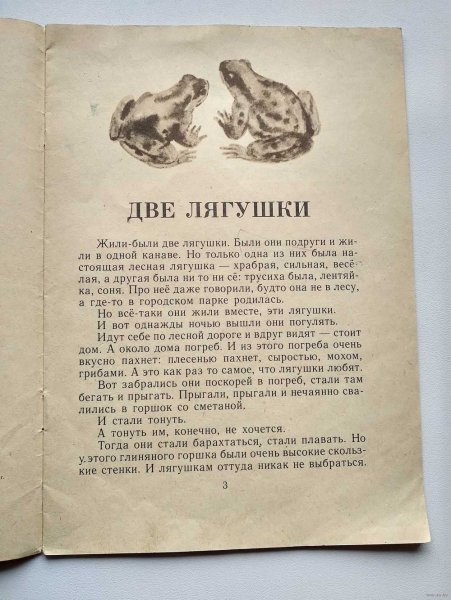 ДВЕ ЛЯГУШКИ
Жили-были две лягушки. Были они подруги и жи-
ли в одной канаве. Но только одна из них была на-
стоящая лесная лягушка — храбрая, сильная, весё-
лая, а другая была ни то ни сё: трусиха была, лентяй-
ка, соня. Про неё даже говорили, будто она не в лесу,
а где-то в городском парке родилась.
Но всё-таки они жили вместе, эти лягушки.
И вот однажды ночью вышли они погулять.
Идут себе по лесной дороге и вдруг видят — стоит
дом. А около дома погреб. И из этого погреба очень
вкусно пахнет: плесенью пахнет, сыростью, мохом,
грибами. А это как раз то самое, что лягушки любят.
Вот забрались они поскорей в погреб, стали там
бегать и прыгать. Прыгали, прыгали и нечаянно сва-
лились в горшок со сметаной.
И стали тонуть.
А тонуть им, конечно, не хочется.
Тогда они стали барахтаться, стали плавать. Но
у этого глиняного горшка были очень высокие скольз-
кие стенки. И лягушкам оттуда никак не выбраться.
3